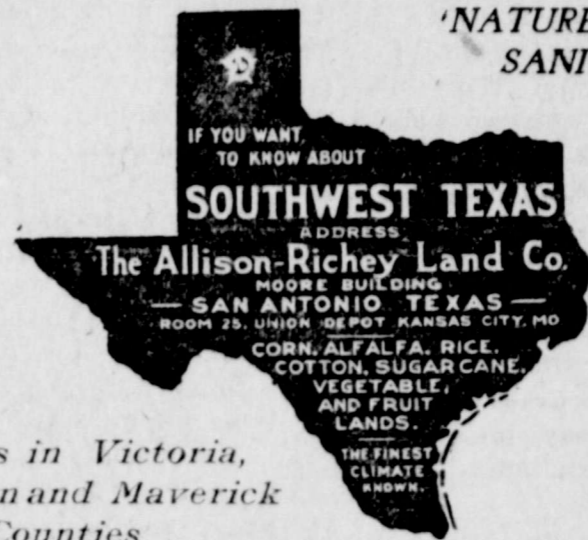 'NATURE
SANI
IF YOU WANT
TO KNOW ABOUT
SOUTHWEST TEXAS
ADDRESS
The Allison-Richey Land Co.
MOORE BUILDING
— SAN ANTONIO TEXAS —
ROOM 25, UNION DEPOT KANSAS CITY, MO
CORN, ALFALFA, RICE,
COTTON, SUGAR CANE,
VEGETABLE,
AND FRUIT
LANDS.
THE FINEST
CLIMATE
KNOWN.
s in Victoria,
n and Maverick
Counties